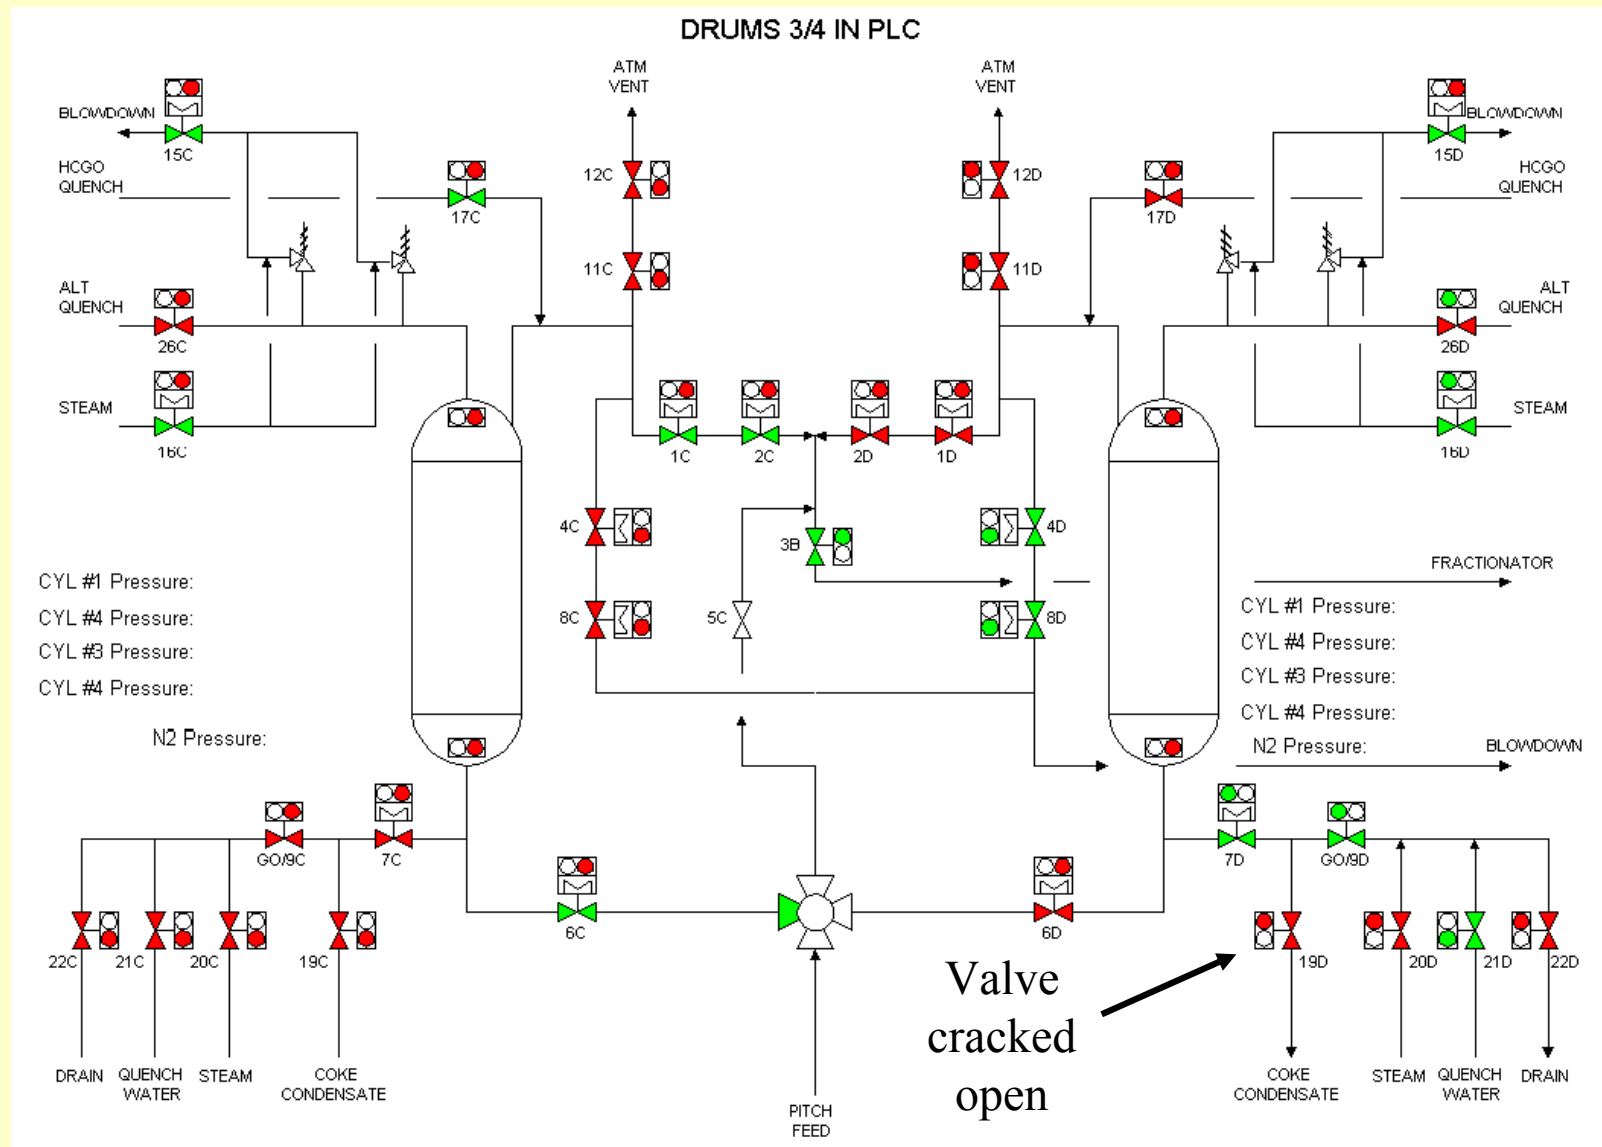 DRUMS 3/4 IN PLC
ATM
VENT
ATM
VENT
BLOWDOWN
15C
HCGO
QUENCH
17C
12C
11C
12D
11D
15D
BLOWDOWN
HCGO
QUENCH
17D
ALT
QUENCH
26C
STEAM
16C
ALT
QUENCH
26D
STEAM
16D
1C
2C
2D
1D
4C
3B
4D
8C
5C
8D
FRACTIONATOR
CYL #1 Pressure:
CYL #4 Pressure:
CYL #3 Pressure:
CYL #4 Pressure:
N2 Pressure:
CYL #1 Pressure:
CYL #4 Pressure:
CYL #3 Pressure:
CYL #4 Pressure:
N2 Pressure:
BLOWDOWN
GO/9C
7C
7D
GO/9D
6C
6D
22C
21C
20C
19C
19D
20D
21D
22D
Valve
cracked
open
DRAIN
QUENCH
WATER
STEAM
COKE
CONDENSATE
PITCH
FEED
COKE
CONDENSATE
STEAM
QUENCH
WATER
DRAIN